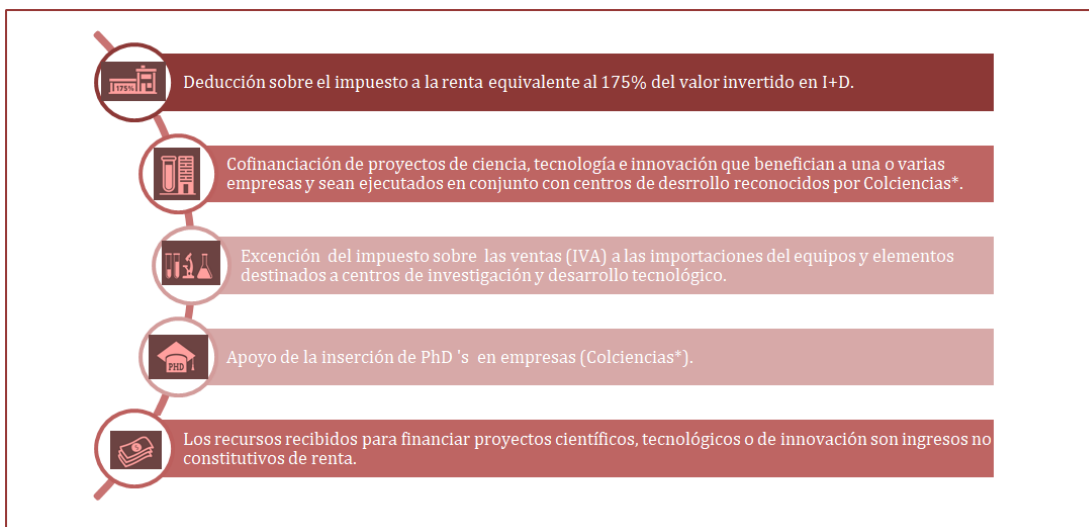 175%
Deducción sobre el impuesto a la renta equivalente al 175% del valor invertido en I+D.
Cofinanciación de proyectos de ciencia, tecnología e innovación que benefician a una o varias
empresas y sean ejecutados en conjunto con centros de desrrollo reconocidos por Colciencias*.
Excención del impuesto sobre las ventas (IVA) a las importaciones del equipos y elementos
destinados a centros de investigación y desarrollo tecnológico.
PHD
Apoyo de la inserción de PhD 's en empresas (Colciencias*).
Los recursos recibidos para financiar proyectos científicos, tecnológicos o de innovación son ingresos no
constitutivos de renta.